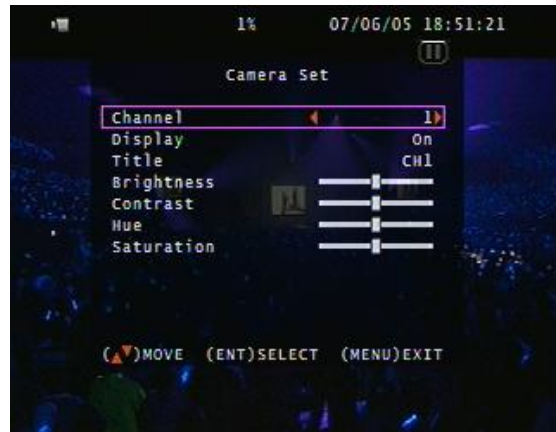 1% 07/06/05 18:51:21
Camera Set
Channel 1
Display On
Title CH1
Brightness
Contrast
Hue
Saturation
(▲▼)MOVE (ENT)SELECT (MENU)EXIT